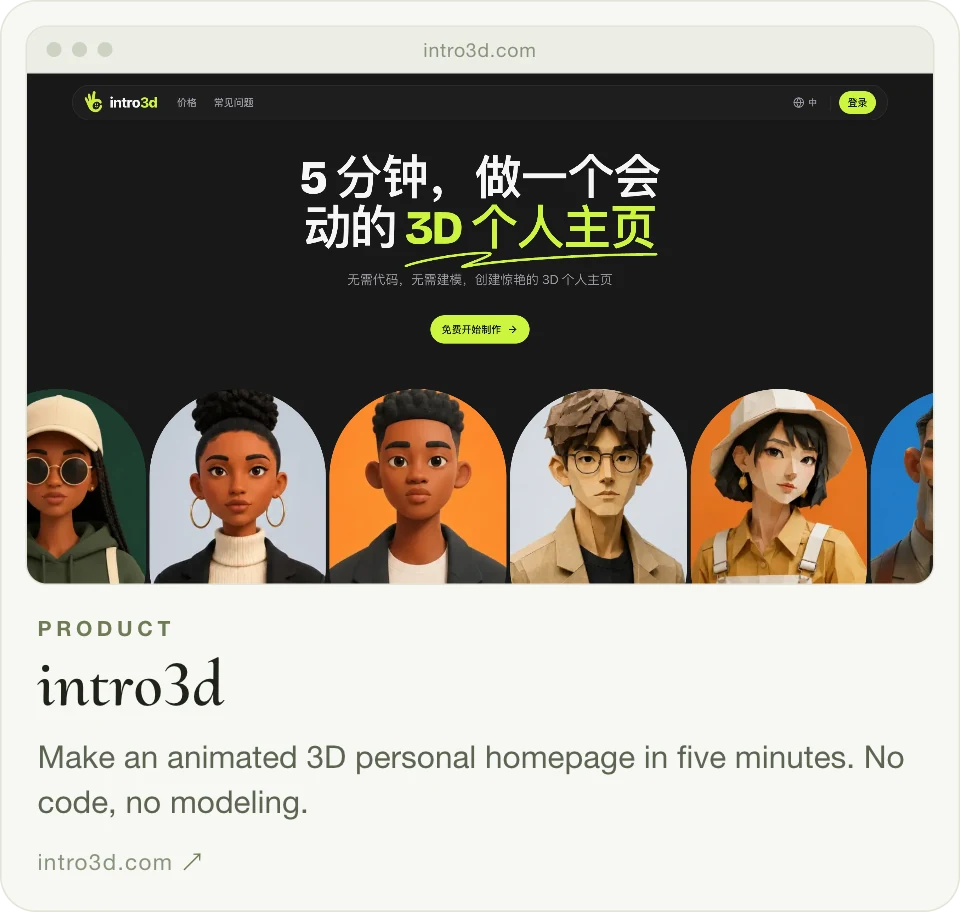 intro3d.com
intro3d 价格 常见问题 中 登录
5 分钟，做一个会
动的 3D 个人主页
无需代码，无需建模，创建惊艳的 3D 个人主页
免费开始制作 →
PRODUCT
intro3d
Make an animated 3D personal homepage in five minutes. No
code, no modeling.
intro3d.com ↗